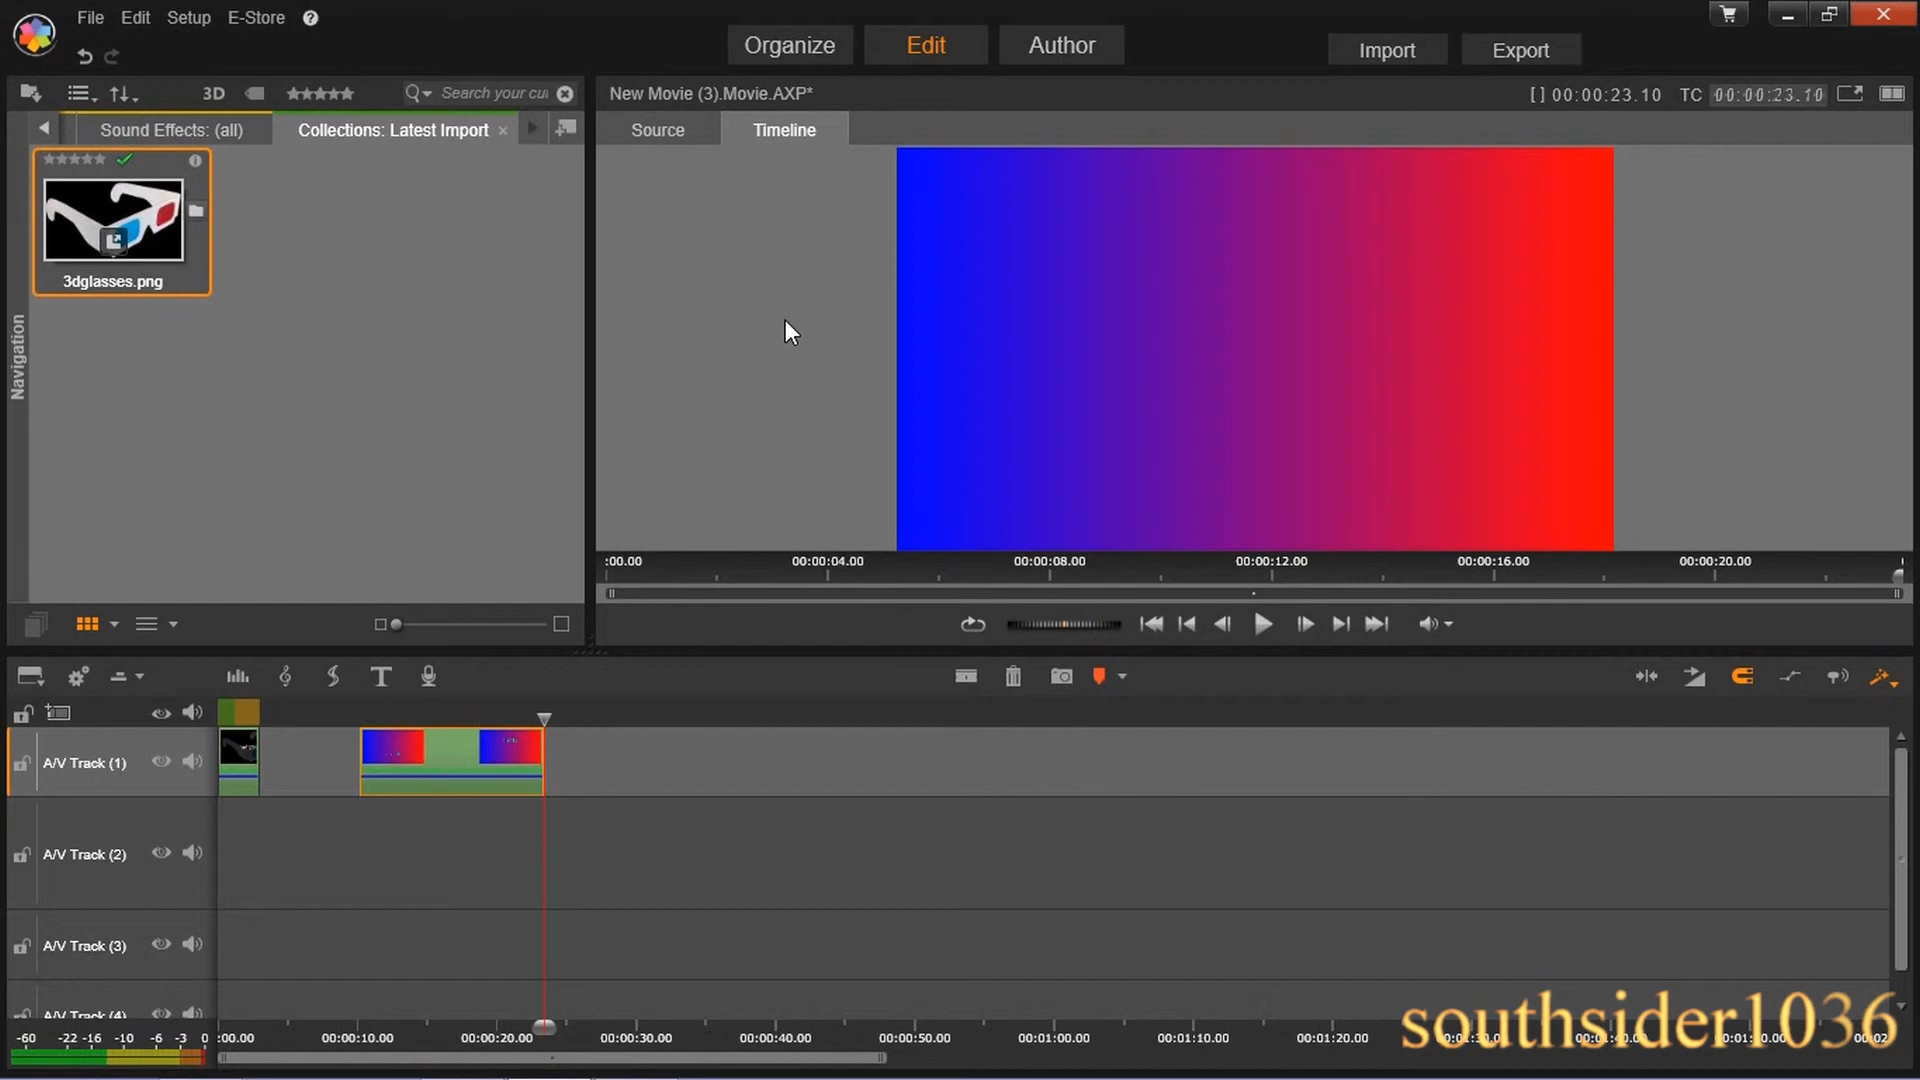 File Edit Setup E-Store
Organize Edit Author Import Export
3D Search your cu
New Movie (3).Movie.AXP* [ ] 00:00:23.10 TC 00:00:23.10
Sound Effects: (all) Collections: Latest Import × Source Timeline
3dglasses.png
Navigation
:00.00 00:00:04.00 00:00:08.00 00:00:12.00 00:00:16.00 00:00:20.00
A/V Track (1)
A/V Track (2)
A/V Track (3)
A/V Track (4)
southsider1036
-60 -22 -16 -10 -6 -3 0 :00.00 00:00:10.00 00:00:20.00 00:00:30.00 00:00:40.00 00:00:50.00 00:01:00.00 00:01:10.00 00:01:20.00